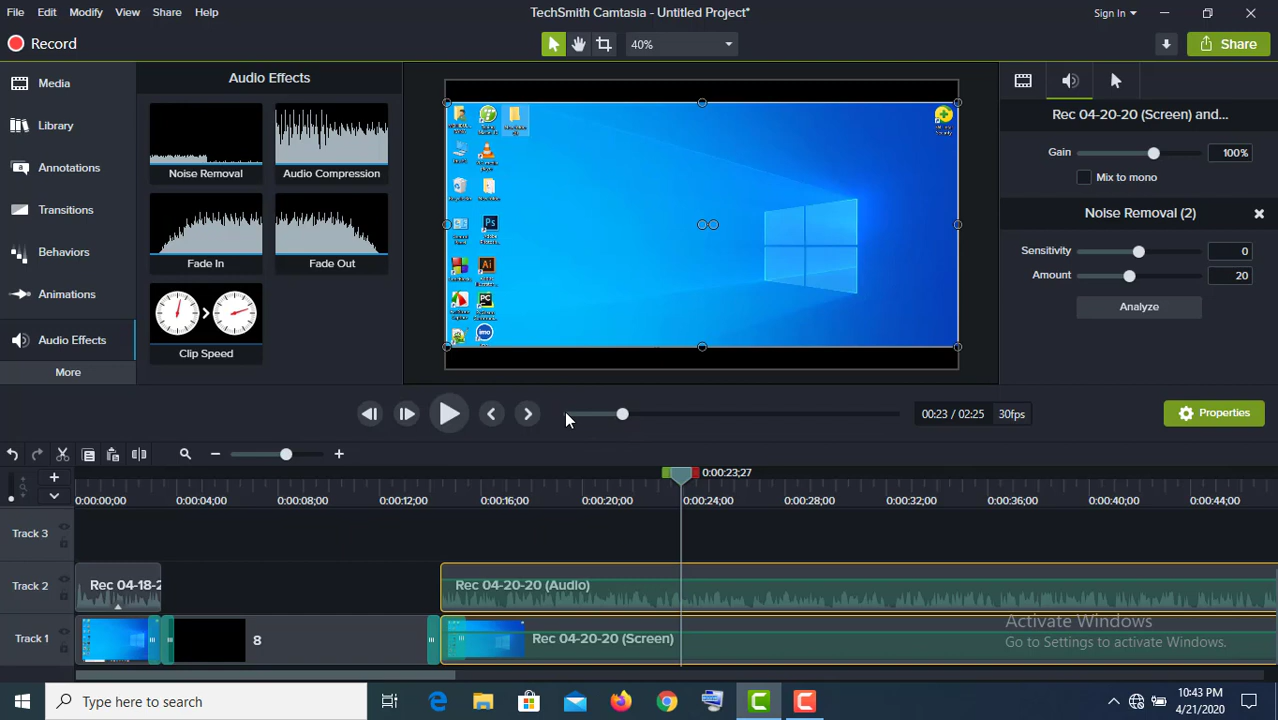 File Edit Modify View Share Help
TechSmith Camtasia - Untitled Project*
Sign In
Record
40%
Share
Media
Library
Annotations
Transitions
Behaviors
Animations
Audio Effects
More
Audio Effects
Noise Removal
Audio Compression
Fade In
Fade Out
Clip Speed
Rec 04-20-20 (Screen) and...
Gain 100%
Mix to mono
Noise Removal (2)
Sensitivity 0
Amount 20
Analyze
00:23 / 02:25 30fps
Properties
0:00:23;27
0:00:00;00 0:00:04;00 0:00:08;00 0:00:12;00 0:00:16;00 0:00:20;00 0:00:24;00 0:00:28;00 0:00:32;00 0:00:36;00 0:00:40;00 0:00:44;00
Track 3
Track 2
Rec 04-18-2
Rec 04-20-20 (Audio)
Track 1
8
Rec 04-20-20 (Screen)
Activate Windows
Go to Settings to activate Windows.
Type here to search
10:43 PM
4/21/2020